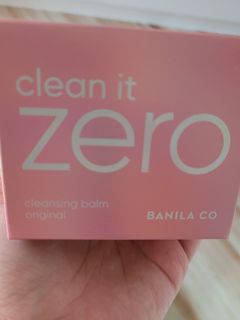 clean it
zero
cleansing balm
original
BANILA CO